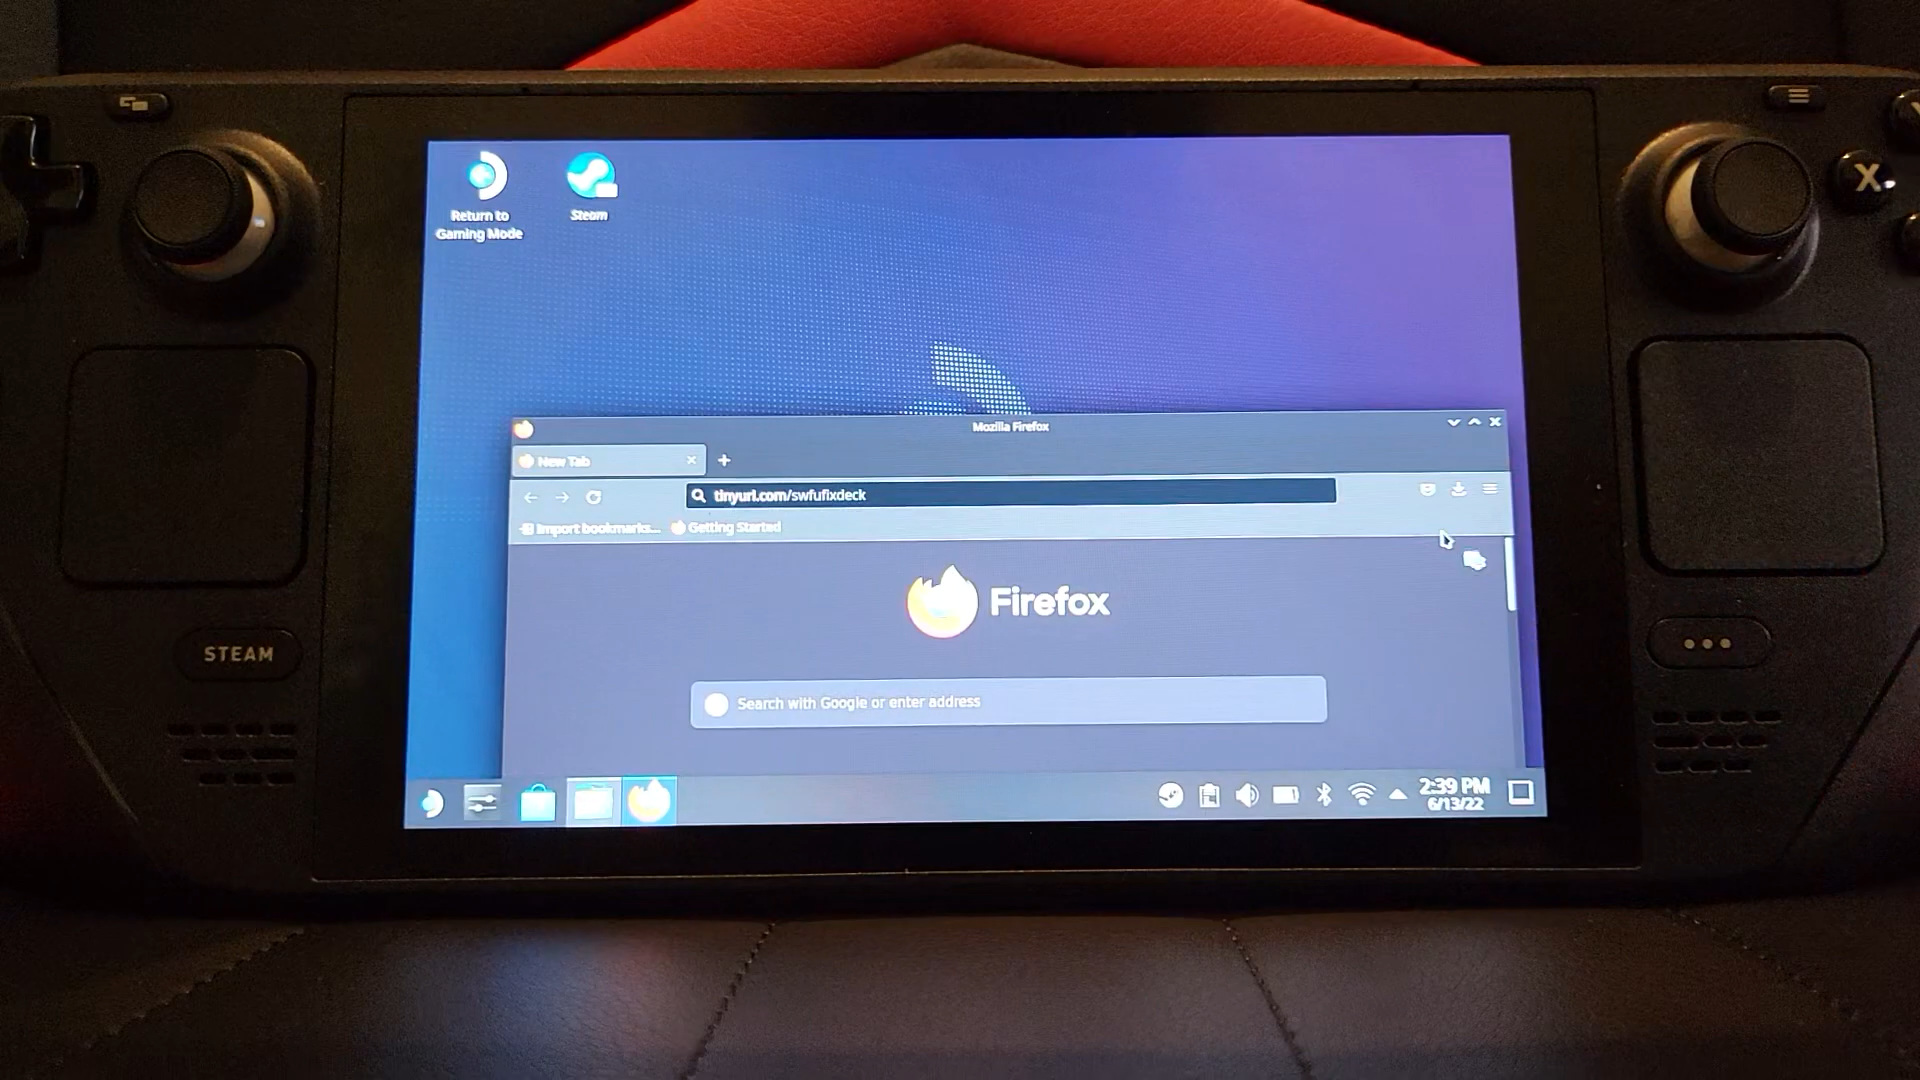 Return to
Gaming Mode
Steam
Mozilla Firefox
New Tab
tinyurl.com/swfufixdeck
Import bookmarks...
Getting Started
Firefox
Search with Google or enter address
2:39 PM
6/13/22
STEAM
X